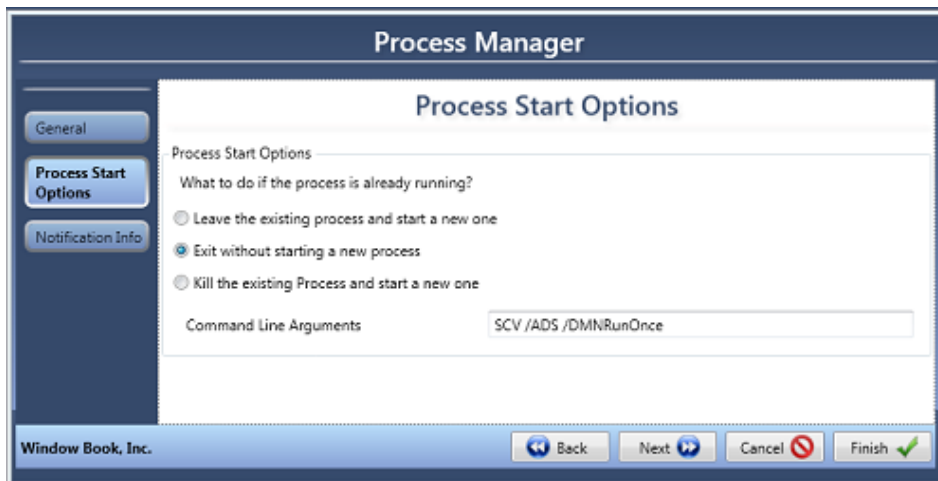 Process Manager
General
Process Start
Options
Notification Info
Process Start Options
Process Start Options
What to do if the process is already running?
Leave the existing process and start a new one
Exit without starting a new process
Kill the existing Process and start a new one
Command Line Arguments
SCV /ADS /DMNRunOnce
Window Book, Inc.
Back
Next
Cancel
Finish